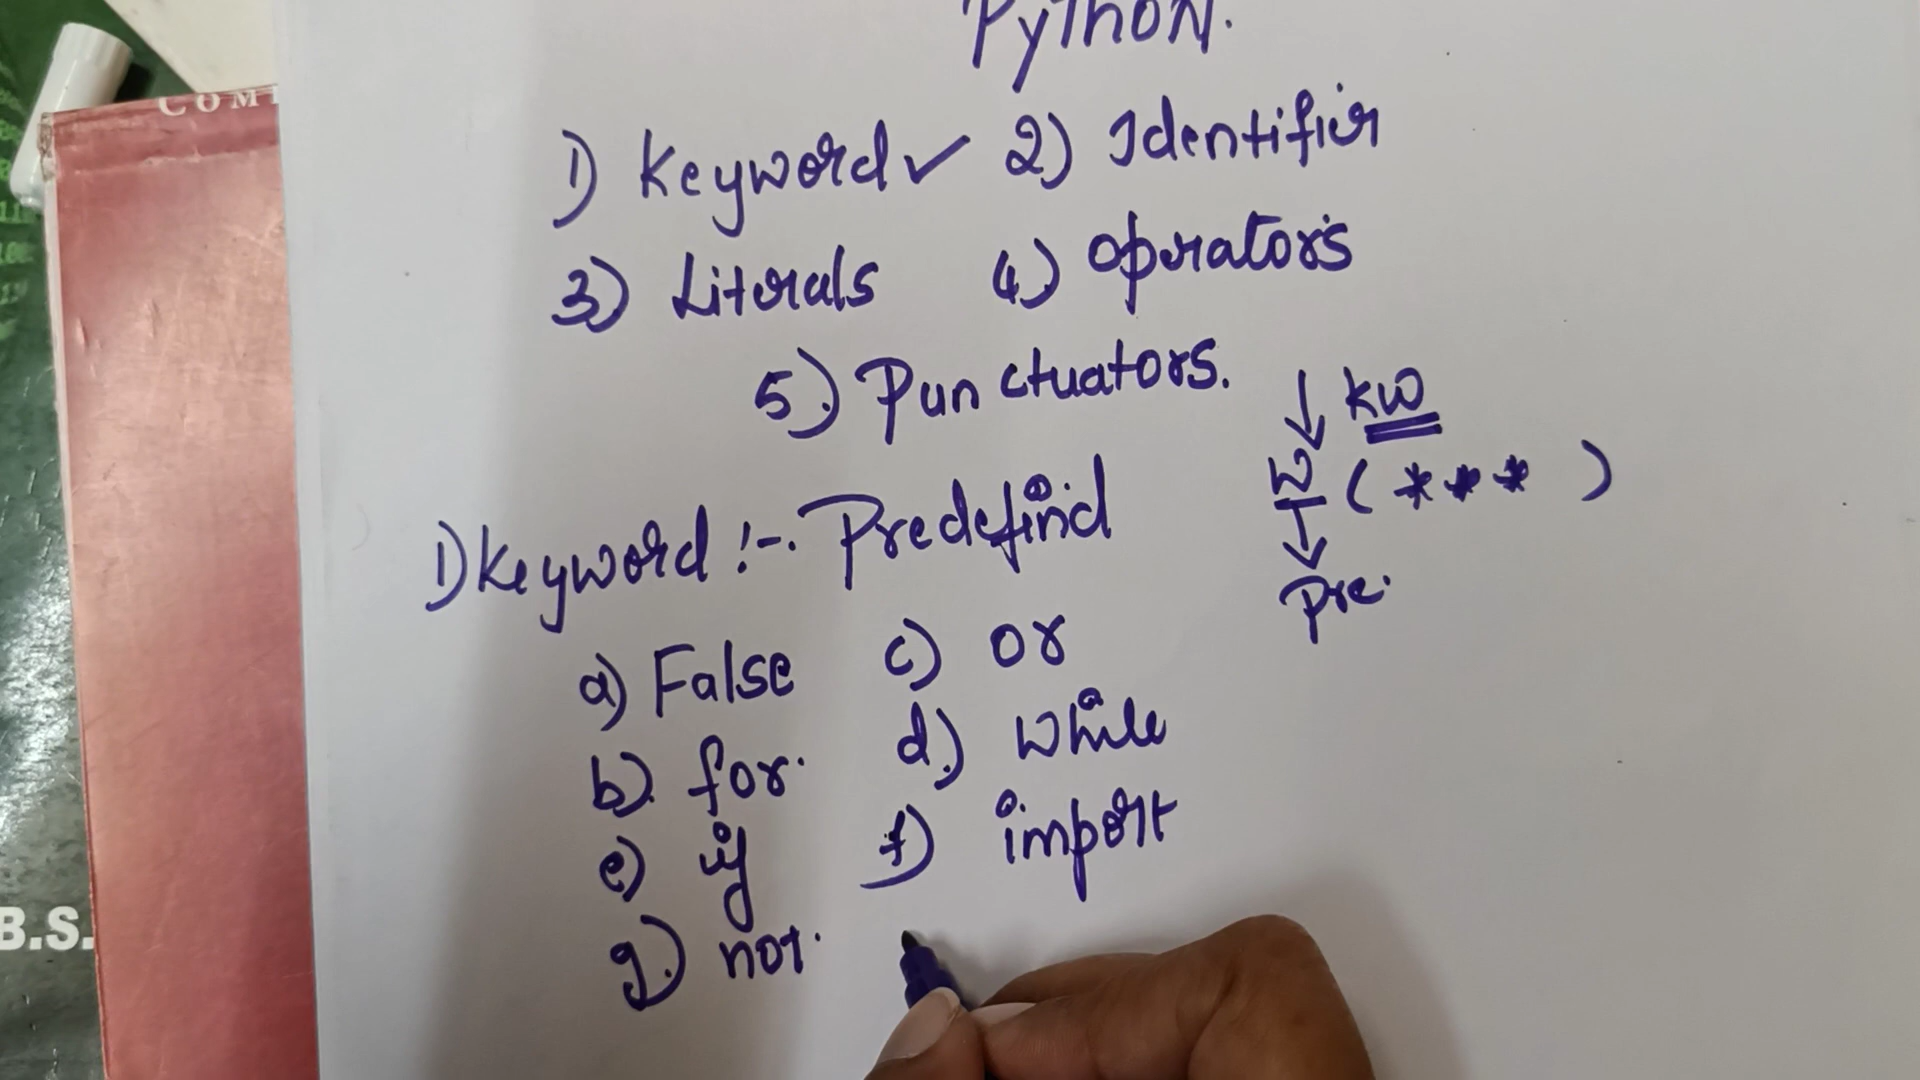 COM
Python.
1) Keyword ✓ 2) Identifier
3) Literals 4) operators
5.) Punctuators.
↓ KW
W ( * * * )
↓
Pre.
1) Keyword :-. Predefind
a) False c) or
b). for. d.) while
e) if f) import
g.) not.
B.S.